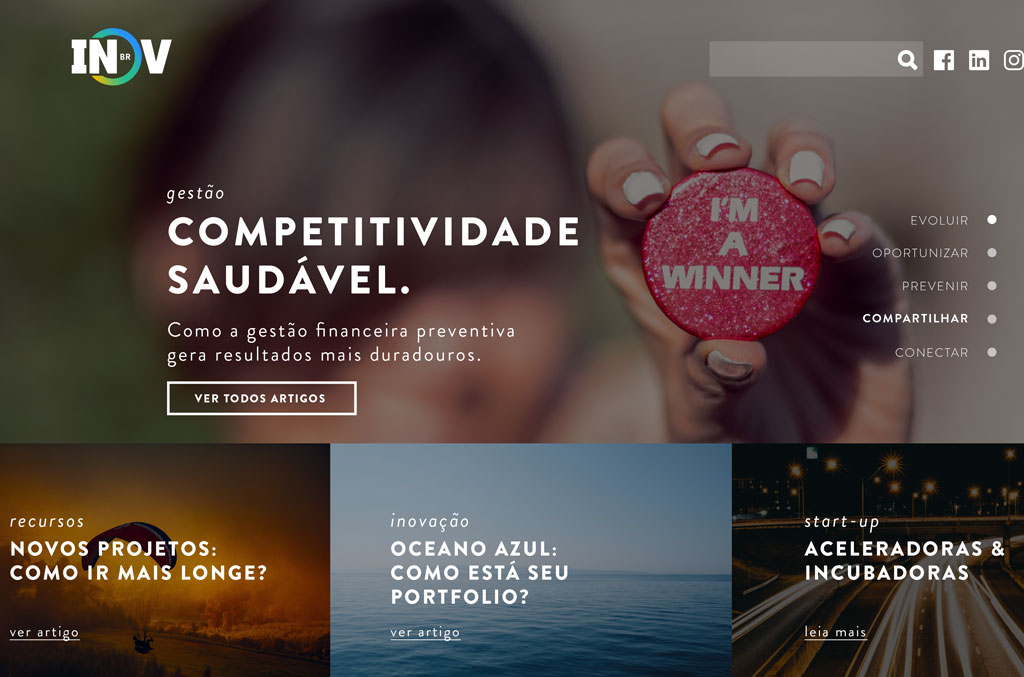 INOV
BR
gestão
COMPETITIVIDADE
SAUDÁVEL.
Como a gestão financeira preventiva
gera resultados mais duradouros.
VER TODOS ARTIGOS
I'M
A
WINNER
EVOLUIR
OPORTUNIZAR
PREVENIR
COMPARTILHAR
CONECTAR
recursos
NOVOS PROJETOS:
COMO IR MAIS LONGE?
ver artigo
inovação
OCEANO AZUL:
COMO ESTÁ SEU
PORTFOLIO?
ver artigo
start-up
ACELERADORAS &
INCUBADORAS
leia mais